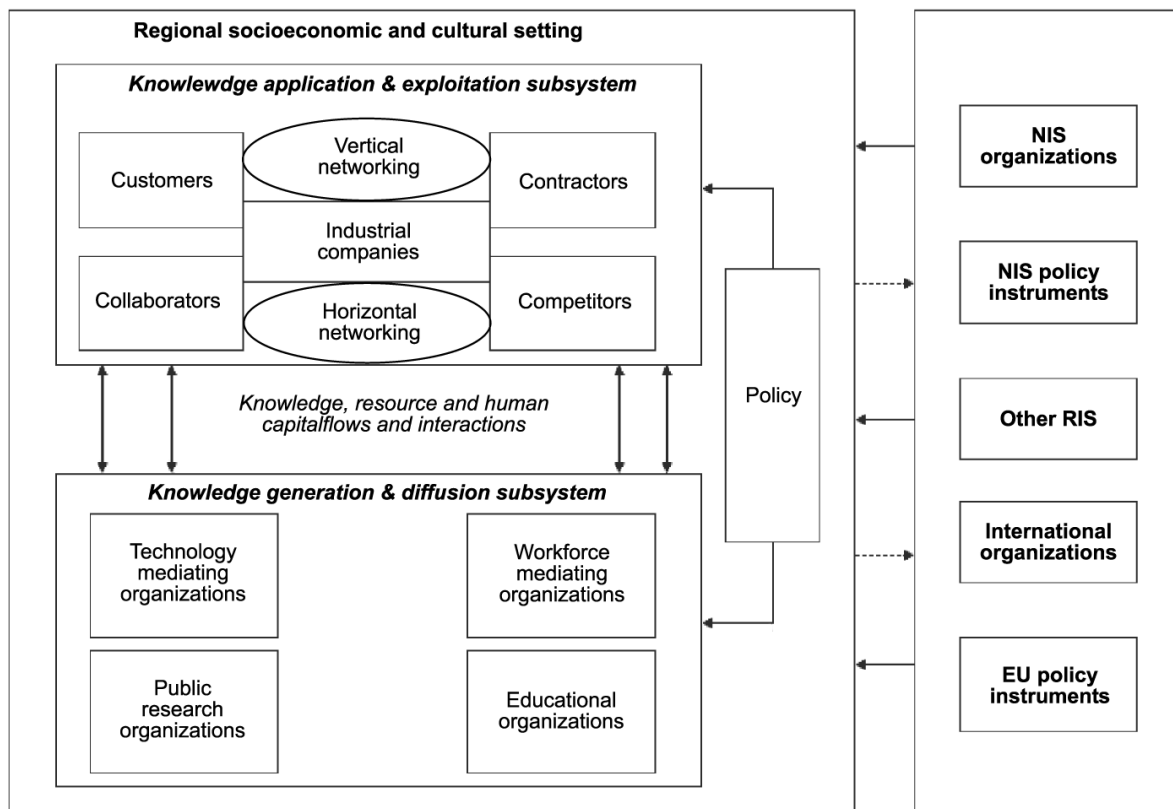 Regional socioeconomic and cultural setting
Knowlewdge application & exploitation subsystem
Customers
Vertical
networking
Contractors
Industrial
companies
Collaborators
Horizontal
networking
Competitors
Knowledge, resource and human
capitalflows and interactions
Knowledge generation & diffusion subsystem
Technology
mediating
organizations
Workforce
mediating
organizations
Public
research
organizations
Educational
organizations
Policy
NIS
organizations
NIS policy
instruments
Other RIS
International
organizations
EU policy
instruments